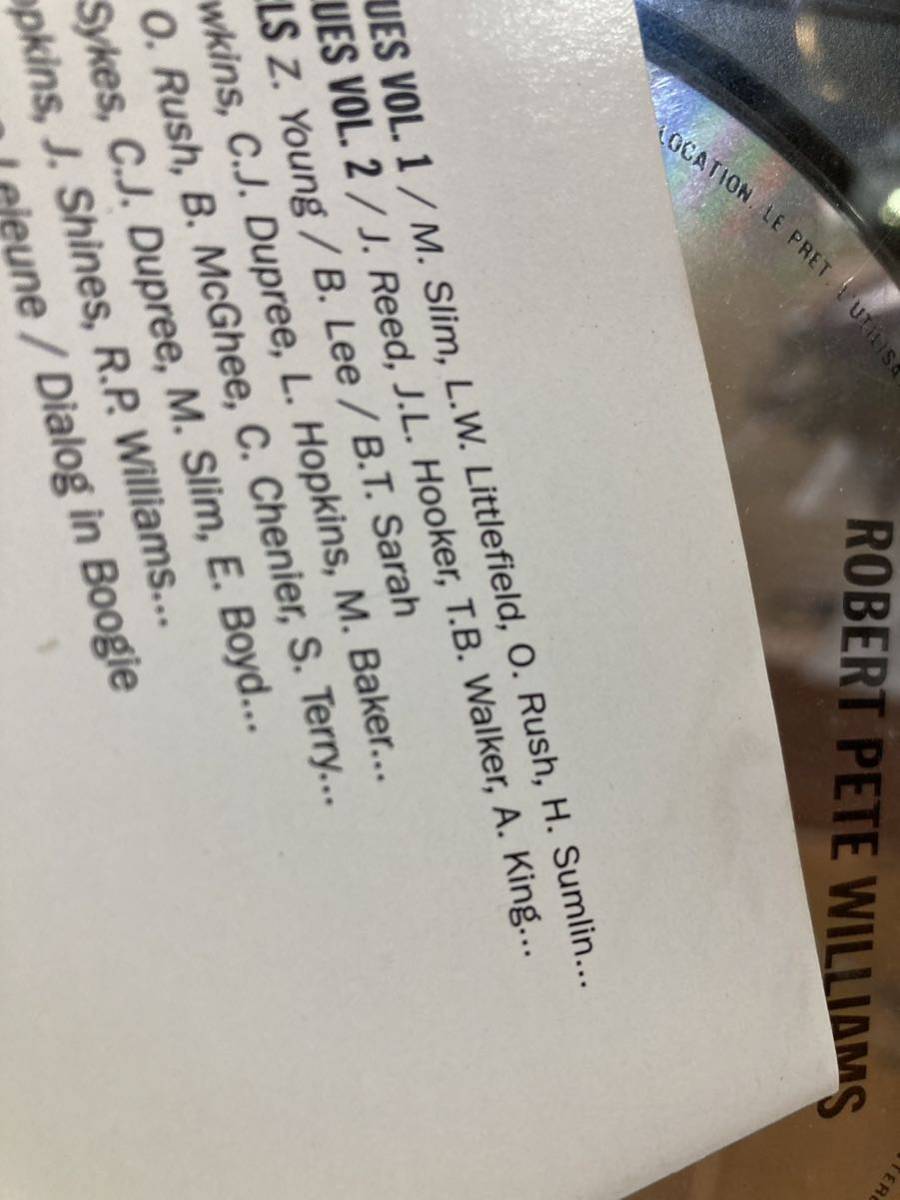 UES VOL. 1 / M. Slim, L.W. Littlefield, O. Rush, H. Sumlin...
UES VOL. 2 / J. Reed, J.L. Hooker, T.B. Walker, A. King...
LS Z. Young / B. Lee / B.T. Sarah
wkins, C.J. Dupree, L. Hopkins, M. Baker...
O. Rush, B. McGhee, C. Chenier, S. Terry...
Sykes, C.J. Dupree, M. Slim, E. Boyd...
pkins, J. Shines, R.P. Williams...
Lejeune / Dialog in Boogie
LOCATION. LE PRET. L'UTILISA
ROBERT PETE WILLIAMS